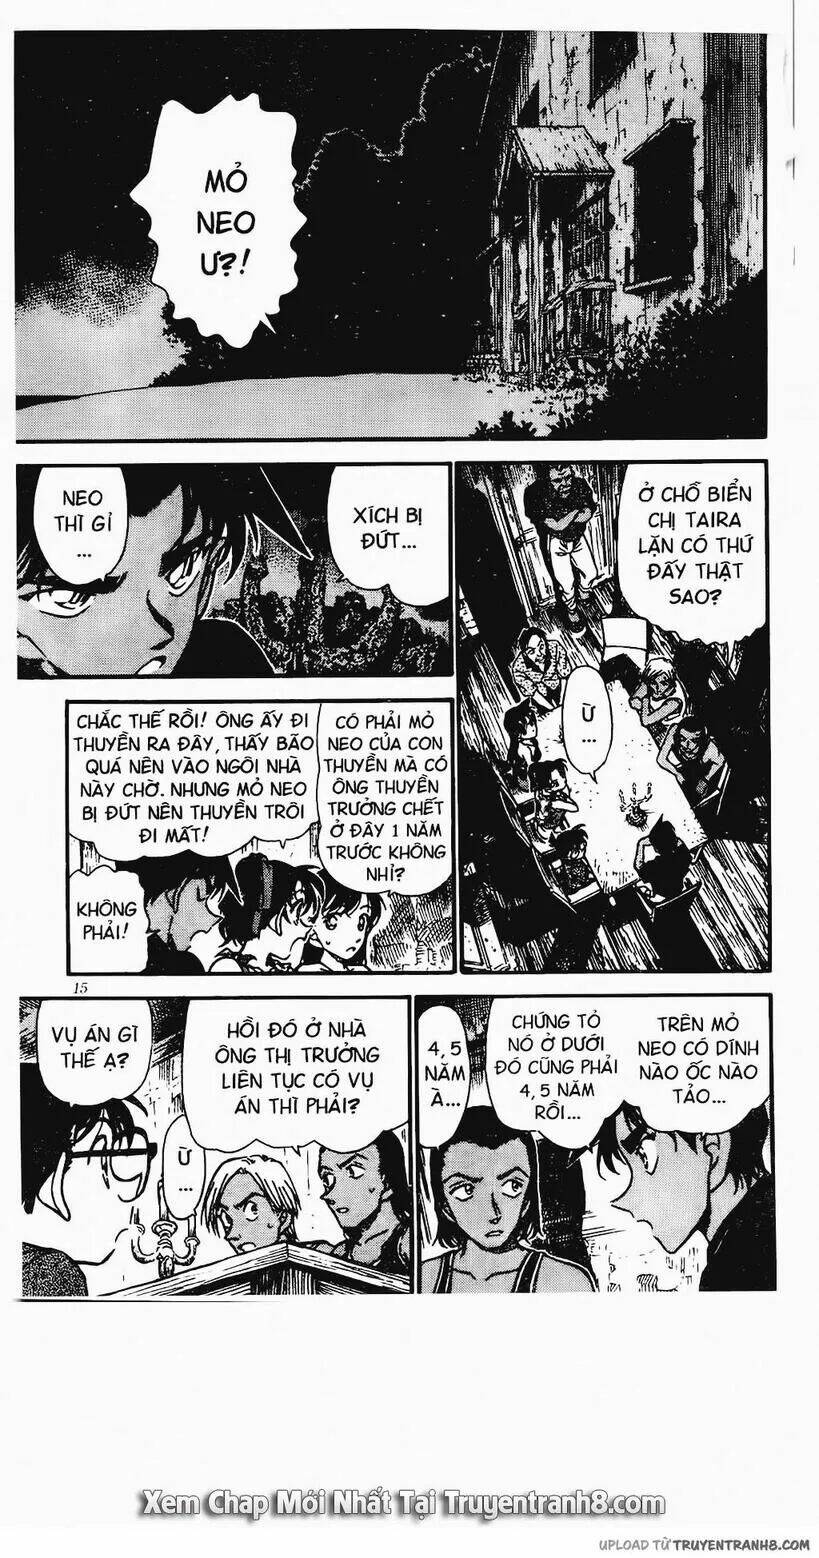 MỎ
NEO
Ư?!
Ở CHỖ BIỂN
CHỊ TAIRA
LẶN CÓ THỨ
ĐẤY THẬT
SAO?
Ừ
...
XÍCH BỊ
ĐỨT...
NEO
THÌ GỈ
...
CÓ PHẢI MỎ
NEO CỦA CON
THUYỀN MÀ CÓ
ÔNG THUYỀN
TRƯỞNG CHẾT
Ở ĐÂY 1 NĂM
TRƯỚC KHÔNG
NHỈ?
CHẮC THẾ RỒI! ÔNG ẤY ĐI
THUYỀN RA ĐÂY, THẤY BÃO
QUÁ NÊN VÀO NGÔI NHÀ
NÀY CHỜ. NHƯNG MỎ NEO
BỊ ĐỨT NÊN THUYỀN TRÔI
ĐI MẤT!
KHÔNG
PHẢI!
15
TRÊN MỎ
NEO CÓ DÍNH
NÀO ỐC NÀO
TẢO...
CHỨNG TỎ
NÓ Ở DƯỚI
ĐÓ CŨNG PHẢI
4, 5 NĂM
RỒI...
4, 5
NĂM
À...
HỒI ĐÓ Ở NHÀ
ÔNG THỊ TRƯỞNG
LIÊN TỤC CÓ VỤ
ÁN THÌ PHẢI?
Ừ
...
VỤ ÁN GÌ
THẾ Ạ?
Xem Chap Mới Nhất Tại Truyentranh8.com
UPLOAD TỪ TRUYENTRANH8.COM